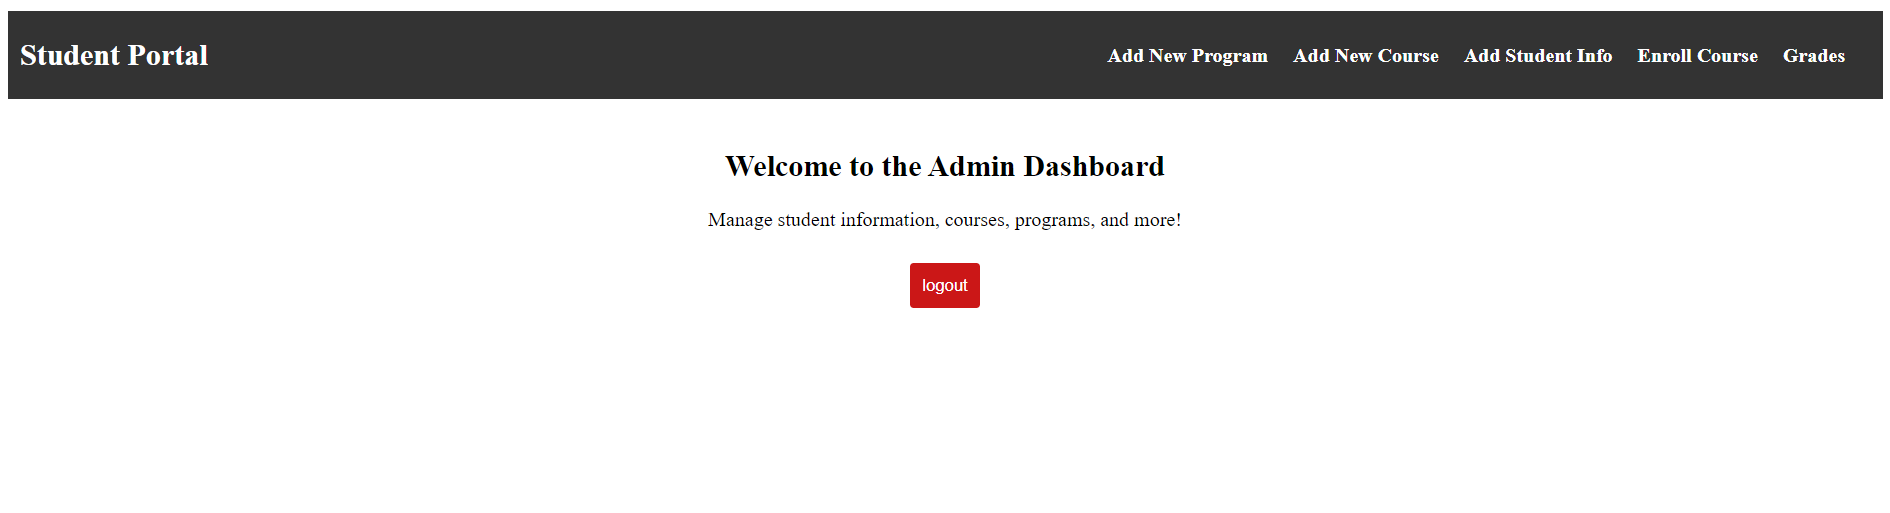 Student Portal
Add New Program Add New Course Add Student Info Enroll Course Grades
Welcome to the Admin Dashboard
Manage student information, courses, programs, and more!
logout